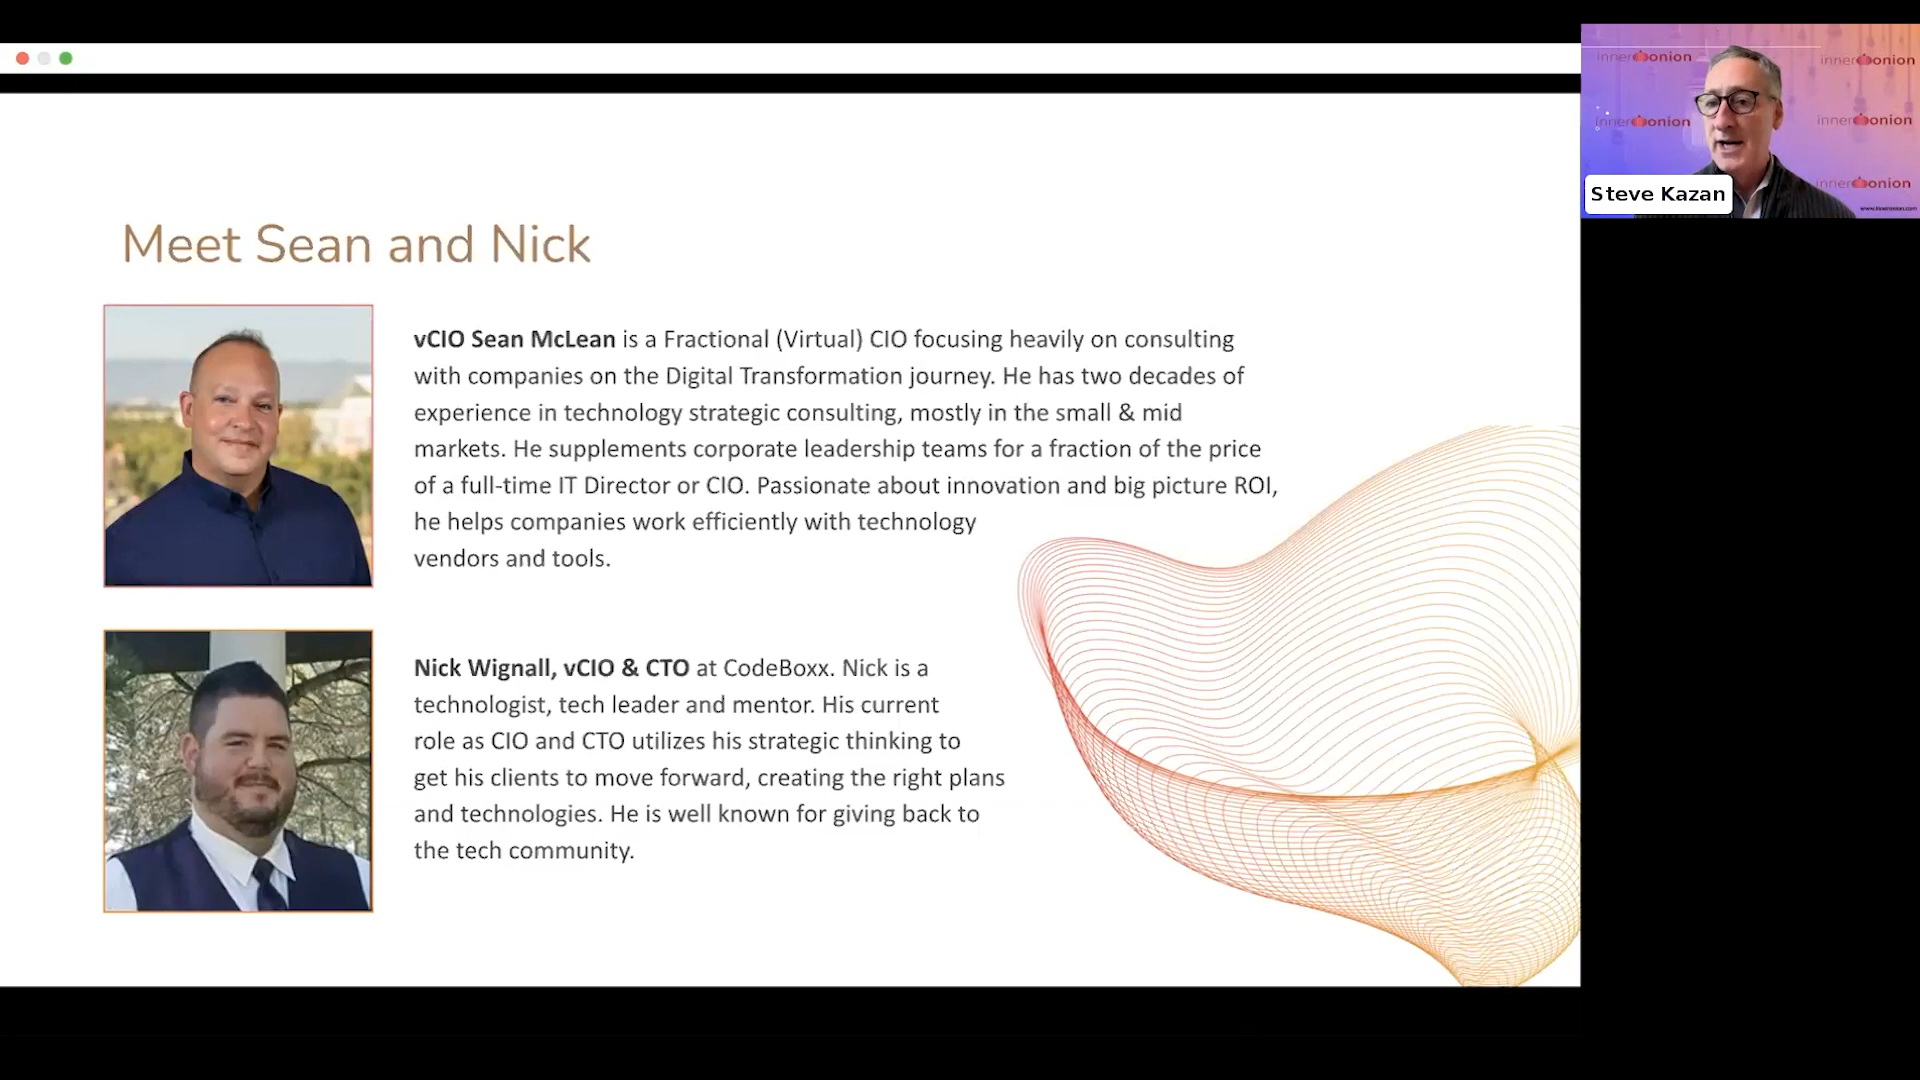 inner onion
inner onion
inner onion
inner onion
inner onion
Steve Kazan
www.inneronion.com
Meet Sean and Nick
vCIO Sean McLean is a Fractional (Virtual) CIO focusing heavily on consulting
with companies on the Digital Transformation journey. He has two decades of
experience in technology strategic consulting, mostly in the small & mid
markets. He supplements corporate leadership teams for a fraction of the price
of a full-time IT Director or CIO. Passionate about innovation and big picture ROI,
he helps companies work efficiently with technology
vendors and tools.
Nick Wignall, vCIO & CTO at CodeBoxx. Nick is a
technologist, tech leader and mentor. His current
role as CIO and CTO utilizes his strategic thinking to
get his clients to move forward, creating the right plans
and technologies. He is well known for giving back to
the tech community.